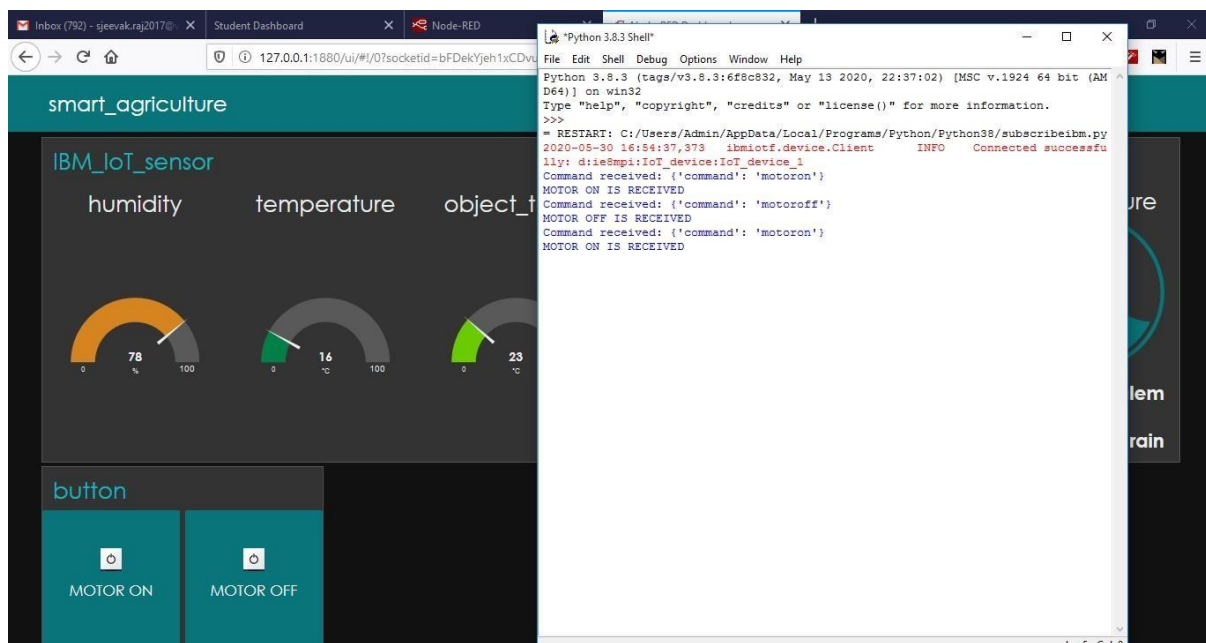 Inbox (792) - sjeevak.raj2017@
Student Dashboard
Node-RED
127.0.0.1:1880/ui/#!/0?socketid=bFDekYjeh1xCDvu
smart_agriculture
IBM_IoT_sensor
humidity
temperature
object_t
78
0 % 100
16
0 °C 100
23
0 °C
button
MOTOR ON
MOTOR OFF
*Python 3.8.3 Shell*
File Edit Shell Debug Options Window Help
Python 3.8.3 (tags/v3.8.3:6f8c832, May 13 2020, 22:37:02) [MSC v.1924 64 bit (AM
D64)] on win32
Type "help", "copyright", "credits" or "license()" for more information.
>>>
= RESTART: C:/Users/Admin/AppData/Local/Programs/Python/Python38/subscribeibm.py
2020-05-30 16:54:37,373 ibmiotf.device.Client INFO Connected successfu
lly: d:ie8mpi:IoT_device:IoT_device_1
Command received: {'command': 'motoron'}
MOTOR ON IS RECEIVED
Command received: {'command': 'motoroff'}
MOTOR OFF IS RECEIVED
Command received: {'command': 'motoron'}
MOTOR ON IS RECEIVED
ure
lem
rain